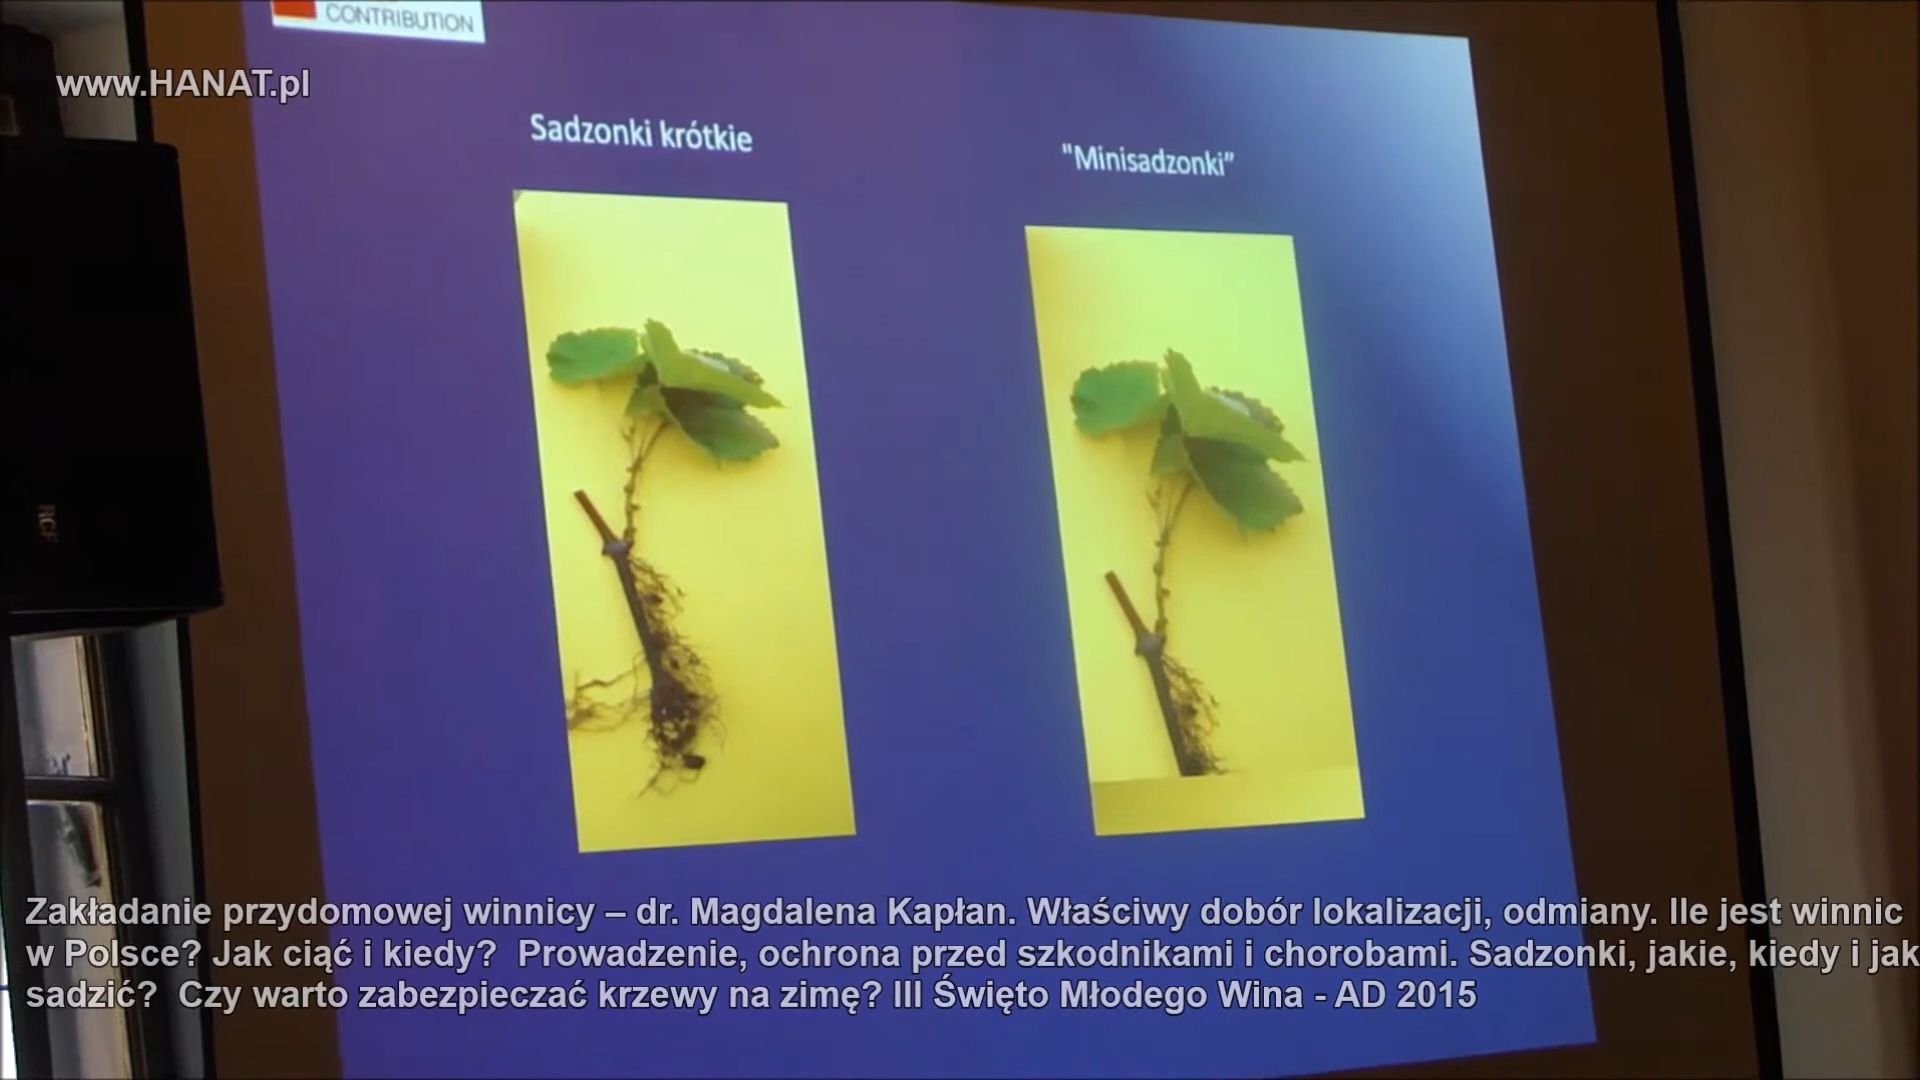 CONTRIBUTION
www.HANAT.pl
Sadzonki krótkie
"Minisadzonki”
RCF
Zakładanie przydomowej winnicy – dr. Magdalena Kapłan. Właściwy dobór lokalizacji, odmiany. Ile jest winnic
w Polsce? Jak ciąć i kiedy? Prowadzenie, ochrona przed szkodnikami i chorobami. Sadzonki, jakie, kiedy i jak
sadzić? Czy warto zabezpieczać krzewy na zimę? III Święto Młodego Wina - AD 2015